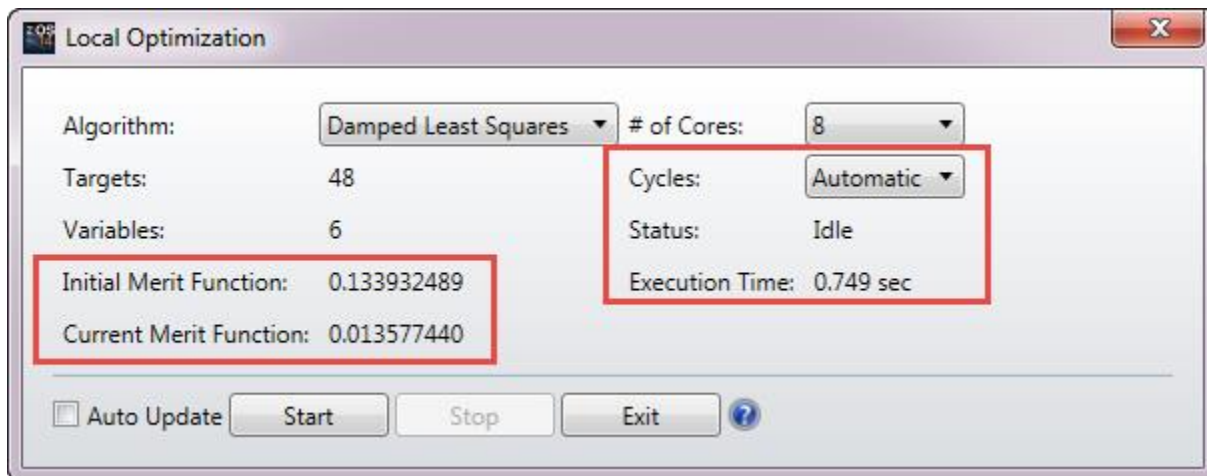 Local Optimization
Algorithm: Damped Least Squares # of Cores: 8
Targets: 48 Cycles: Automatic
Variables: 6 Status: Idle
Initial Merit Function: 0.133932489 Execution Time: 0.749 sec
Current Merit Function: 0.013577440
Auto Update Start Stop Exit ?